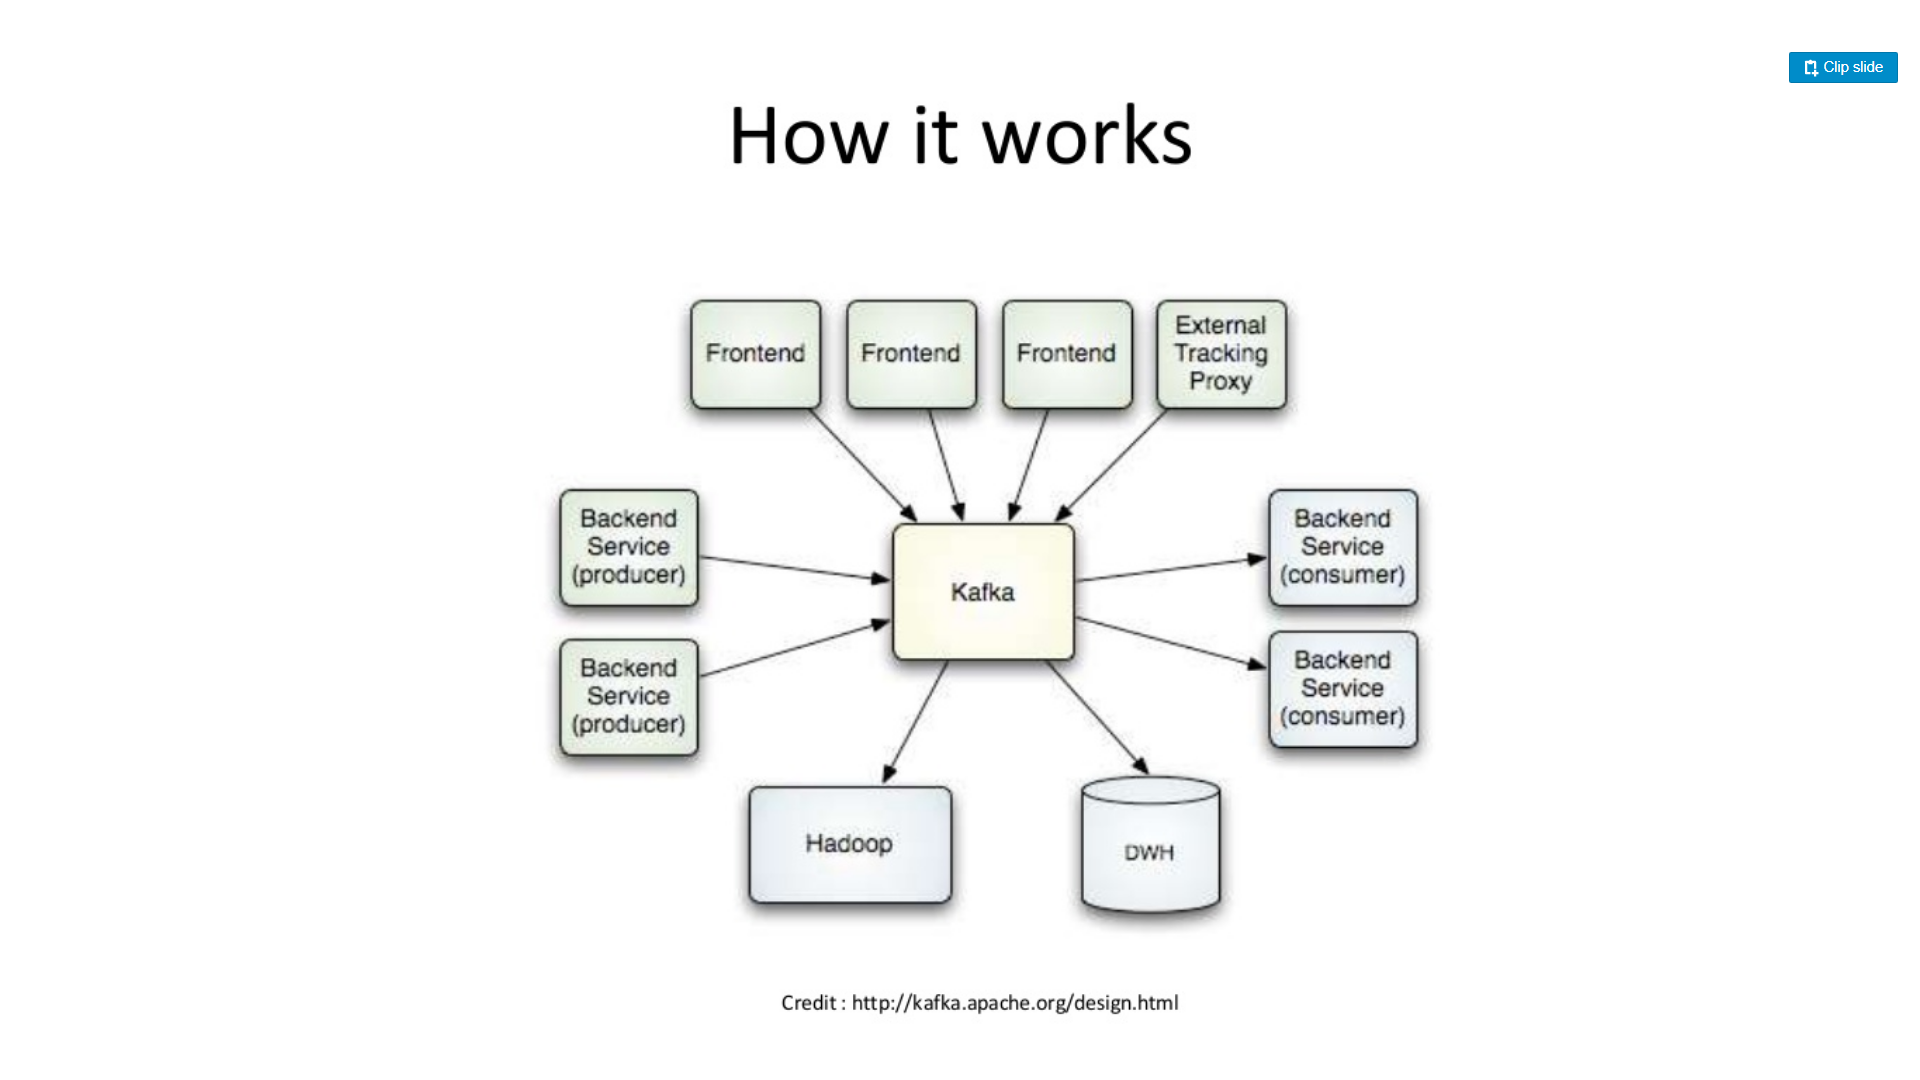 Clip slide
How it works
Frontend
Frontend
Frontend
External
Tracking
Proxy
Backend
Service
(producer)
Kafka
Backend
Service
(consumer)
Backend
Service
(producer)
Backend
Service
(consumer)
Hadoop
DWH
Credit : http://kafka.apache.org/design.html